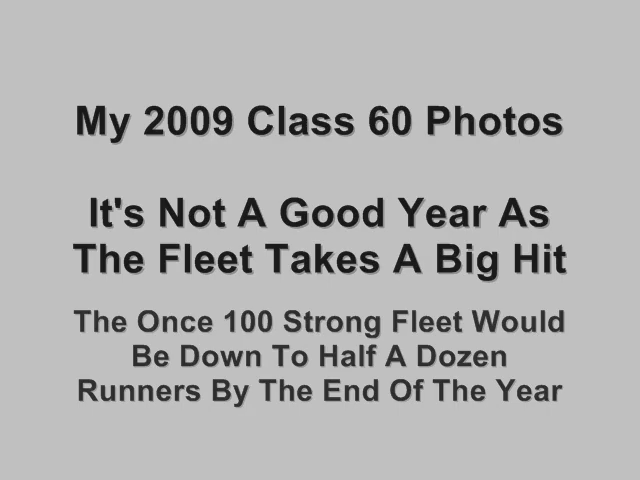 My 2009 Class 60 Photos
It's Not A Good Year As
The Fleet Takes A Big Hit
The Once 100 Strong Fleet Would
Be Down To Half A Dozen
Runners By The End Of The Year